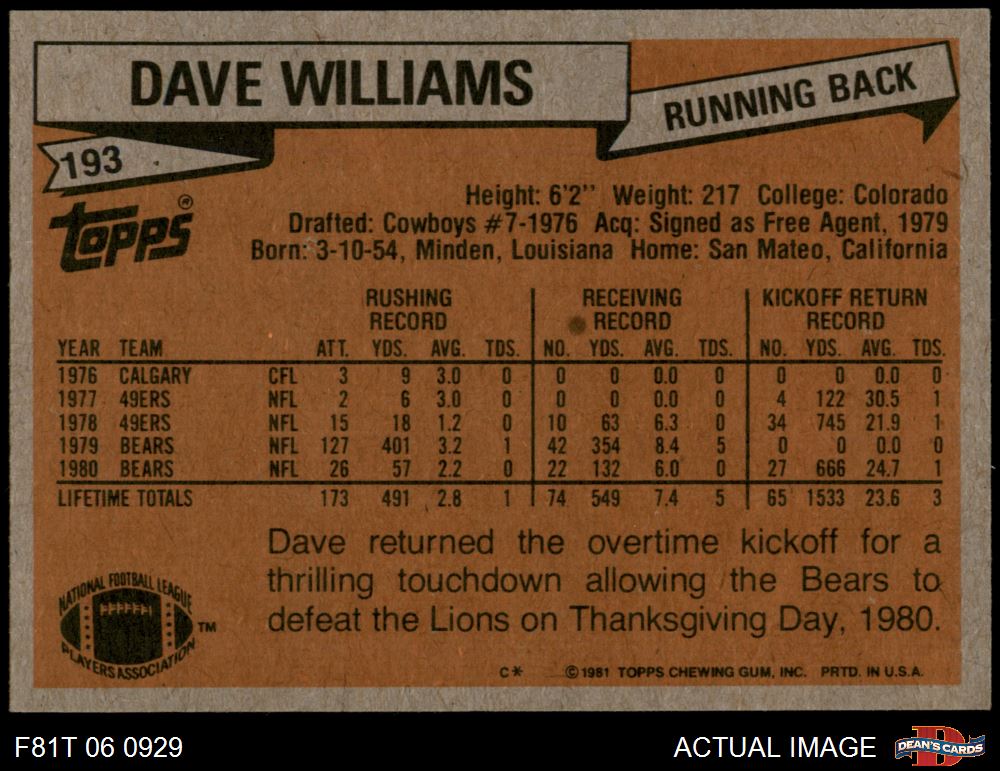 DAVE WILLIAMS
RUNNING BACK
193
topps®
Height: 6'2" Weight: 217 College: Colorado
Drafted: Cowboys #7-1976 Acq: Signed as Free Agent, 1979
Born: 3-10-54, Minden, Louisiana Home: San Mateo, California
RUSHING RECORD RECEIVING RECORD KICKOFF RETURN RECORD
YEAR TEAM ATT. YDS. AVG. TDS. NO. YDS. AVG. TDS. NO. YDS. AVG. TDS.
1976 CALGARY CFL 3 9 3.0 0 0 0 0.0 0 0 0 0.0 0
1977 49ERS NFL 2 6 3.0 0 0 0 0.0 0 4 122 30.5 1
1978 49ERS NFL 15 18 1.2 0 10 63 6.3 0 34 745 21.9 1
1979 BEARS NFL 127 401 3.2 1 42 354 8.4 5 0 0 0.0 0
1980 BEARS NFL 26 57 2.2 0 22 132 6.0 0 27 666 24.7 1
LIFETIME TOTALS 173 491 2.8 1 74 549 7.4 5 65 1533 23.6 3
Dave returned the overtime kickoff for a
thrilling touchdown allowing the Bears to
defeat the Lions on Thanksgiving Day, 1980.
NATIONAL FOOTBALL LEAGUE
PLAYERS ASSOCIATION
TM
C* ©1981 TOPPS CHEWING GUM, INC. PRTD. IN U.S.A.
F81T 06 0929
ACTUAL IMAGE
D
DEAN'S CARDS